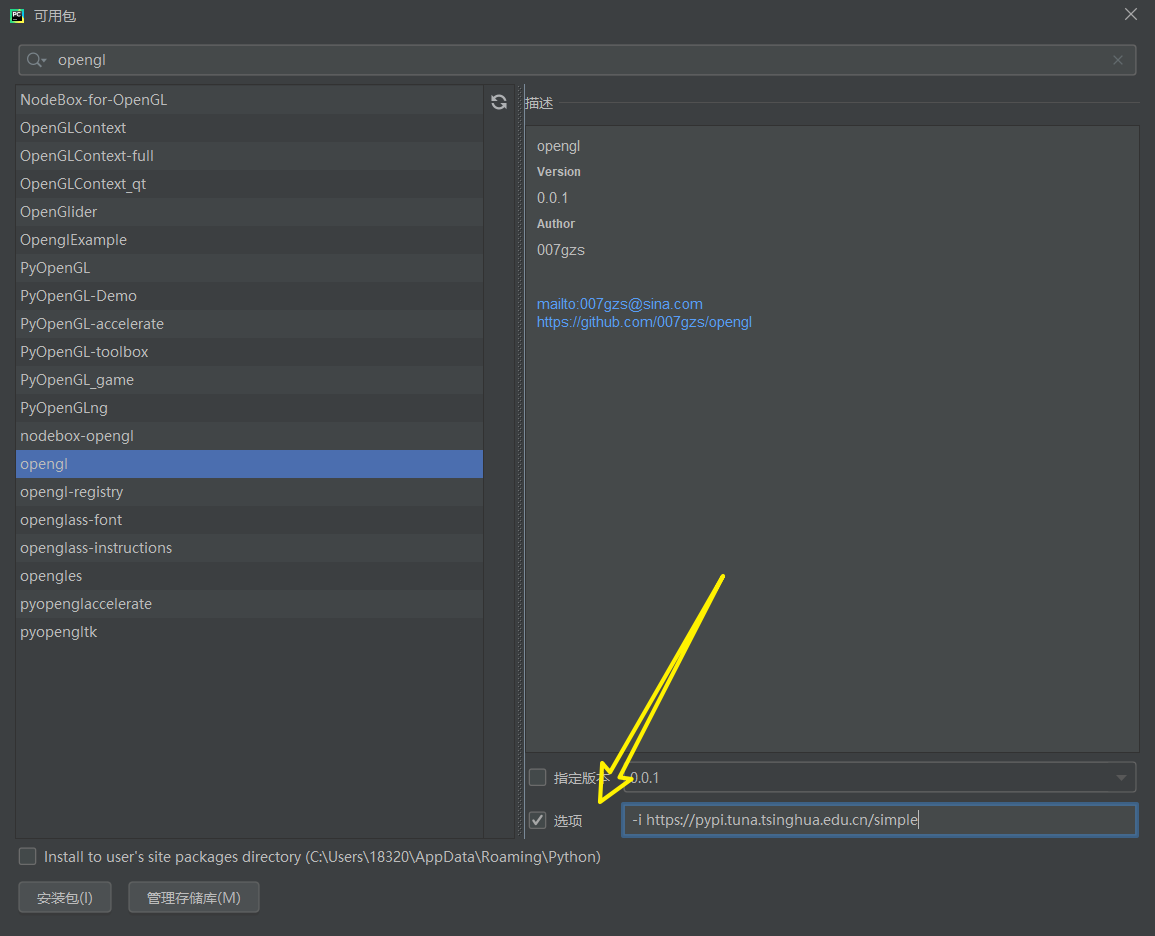 可用包
opengl
NodeBox-for-OpenGL
OpenGLContext
OpenGLContext-full
OpenGLContext_qt
OpenGlider
OpenglExample
PyOpenGL
PyOpenGL-Demo
PyOpenGL-accelerate
PyOpenGL-toolbox
PyOpenGL_game
PyOpenGLng
nodebox-opengl
opengl
opengl-registry
openglass-font
openglass-instructions
opengles
pyopenglaccelerate
pyopengltk
描述
opengl
Version
0.0.1
Author
007gzs
mailto:007gzs@sina.com
https://github.com/007gzs/opengl
指定版本 0.0.1
选项 -i https://pypi.tuna.tsinghua.edu.cn/simple
Install to user's site packages directory (C:\Users\18320\AppData\Roaming\Python)
安装包(I) 管理存储库(M)